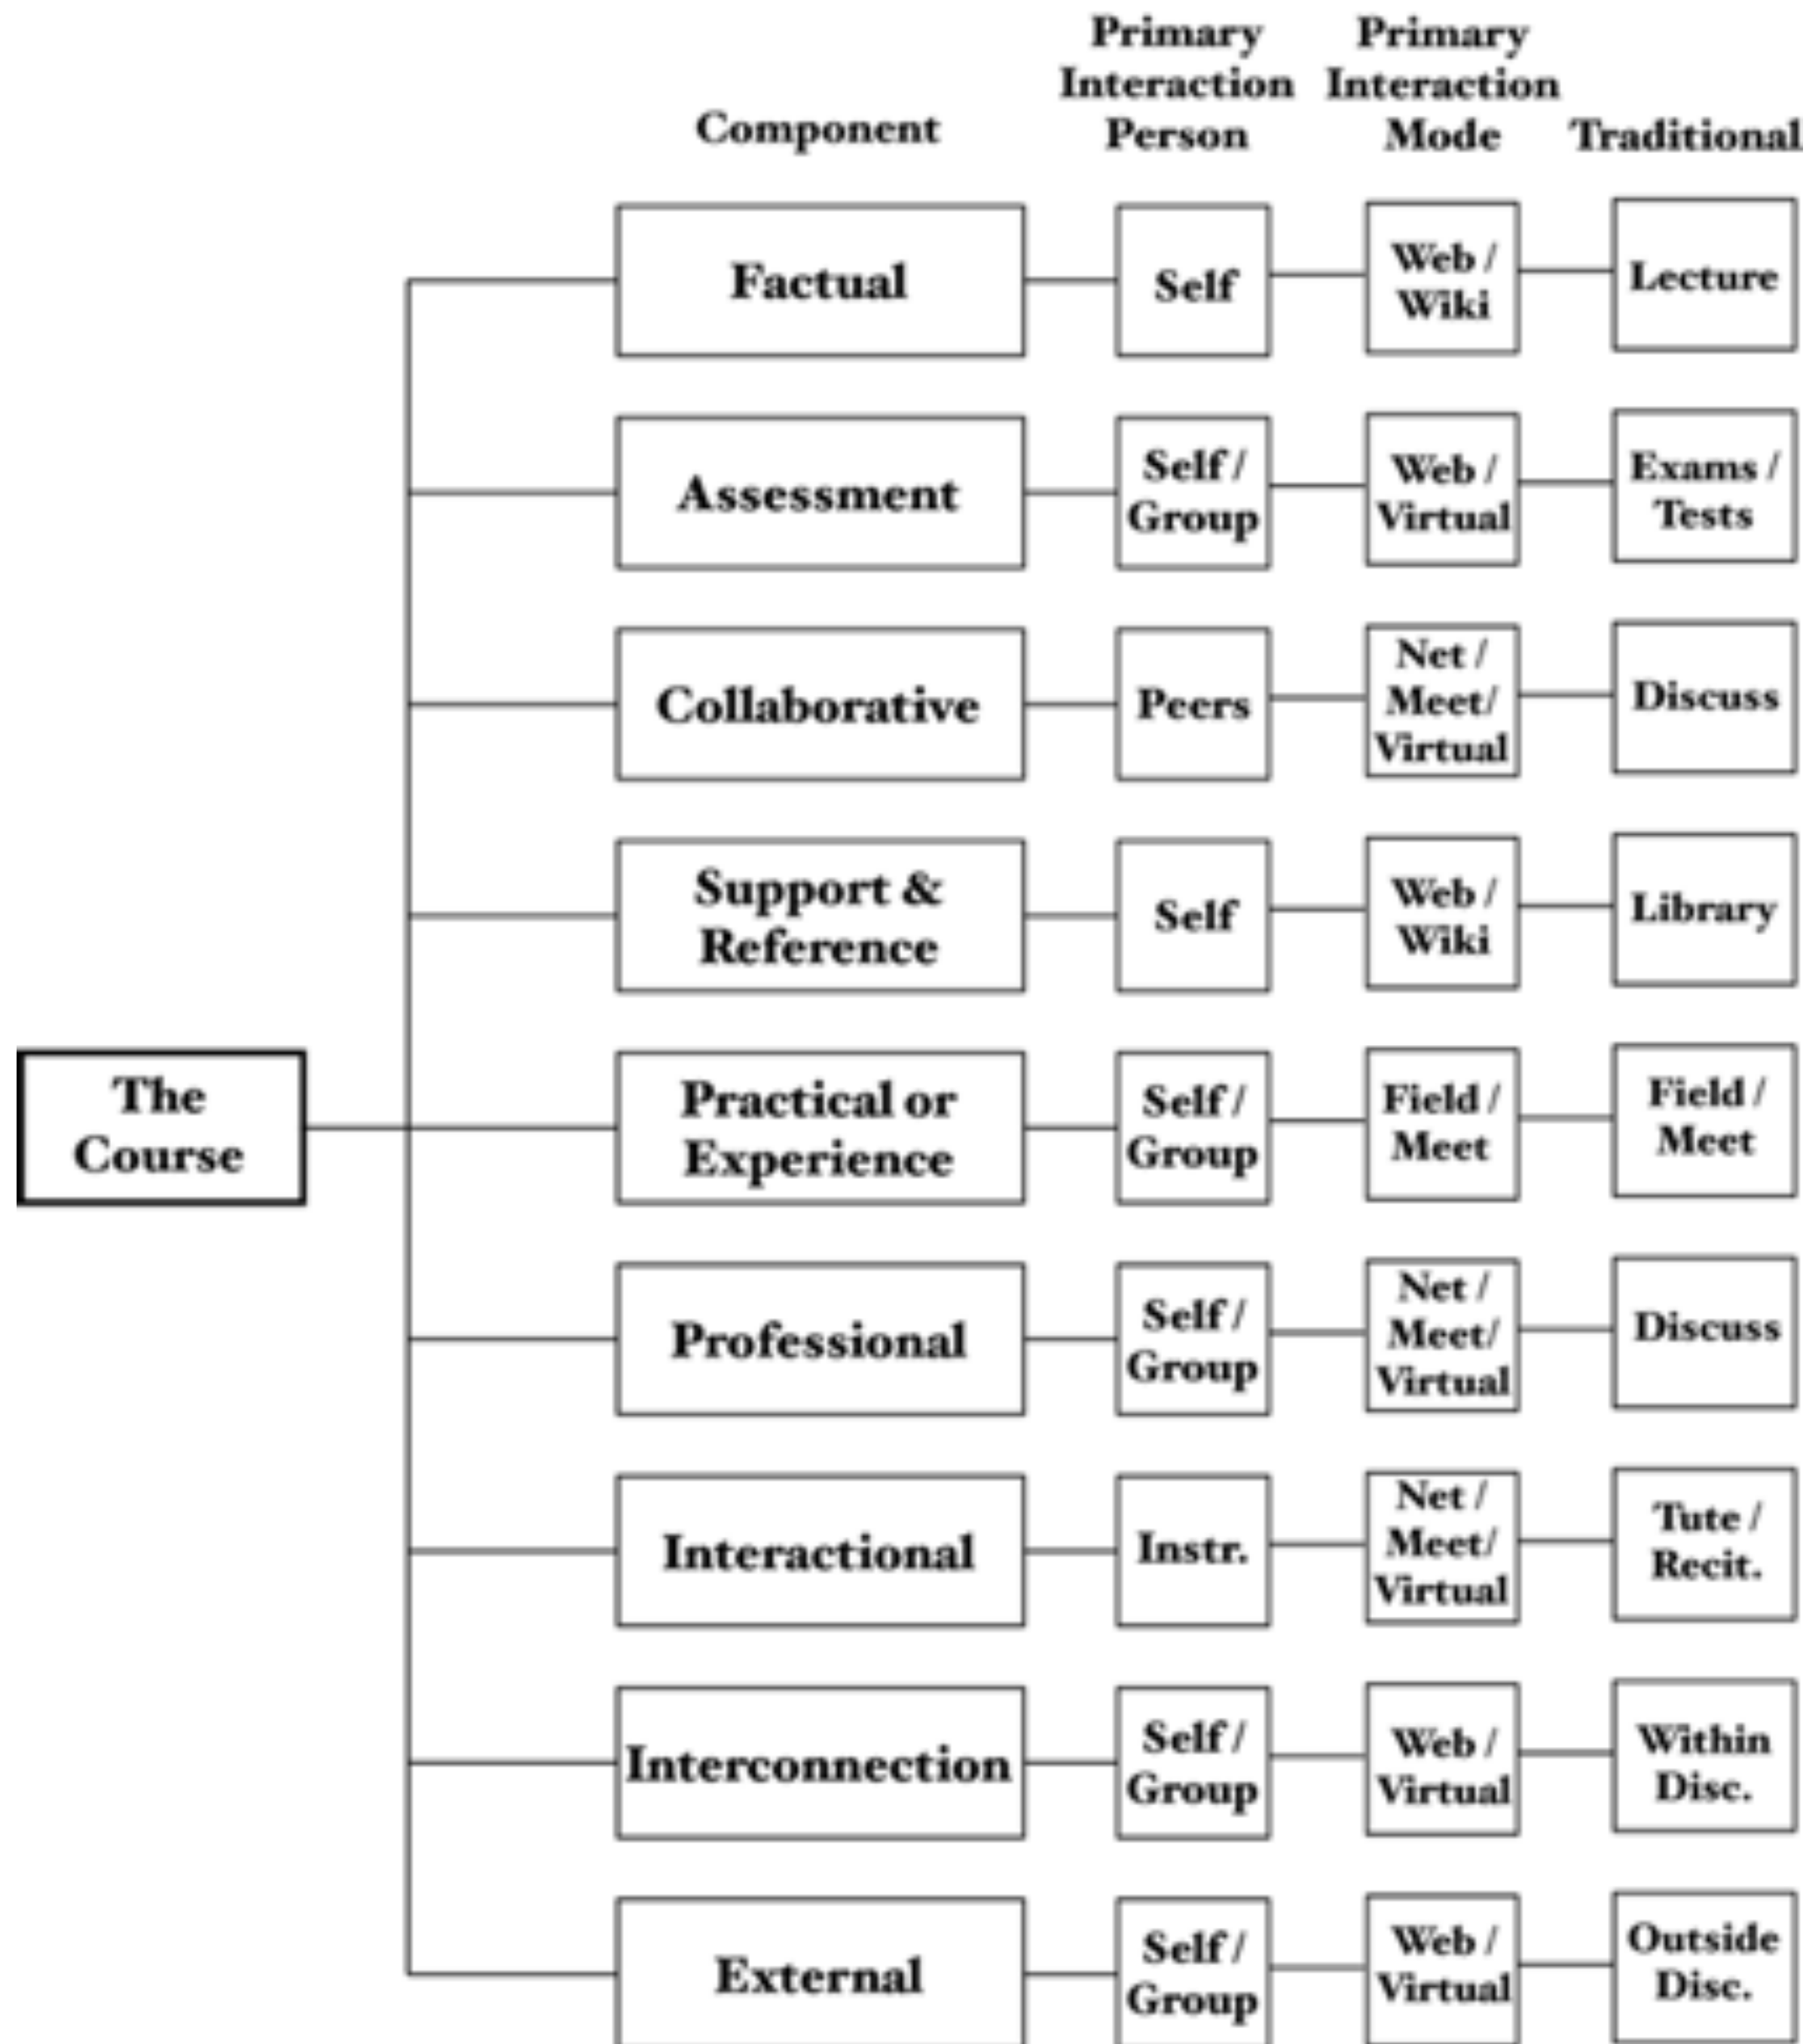 Primary
Interaction
Person
Primary
Interaction
Mode
Component
Traditional
Factual
Self
Web /
Wiki
Lecture
Assessment
Self /
Group
Web /
Virtual
Exams /
Tests
Collaborative
Peers
Net /
Meet/
Virtual
Discuss
Support &
Reference
Self
Web /
Wiki
Library
The
Course
Practical or
Experience
Self /
Group
Field /
Meet
Field /
Meet
Professional
Self /
Group
Net /
Meet/
Virtual
Discuss
Interactional
Instr.
Net /
Meet/
Virtual
Tute /
Recit.
Interconnection
Self /
Group
Web /
Virtual
Within
Disc.
External
Self /
Group
Web /
Virtual
Outside
Disc.